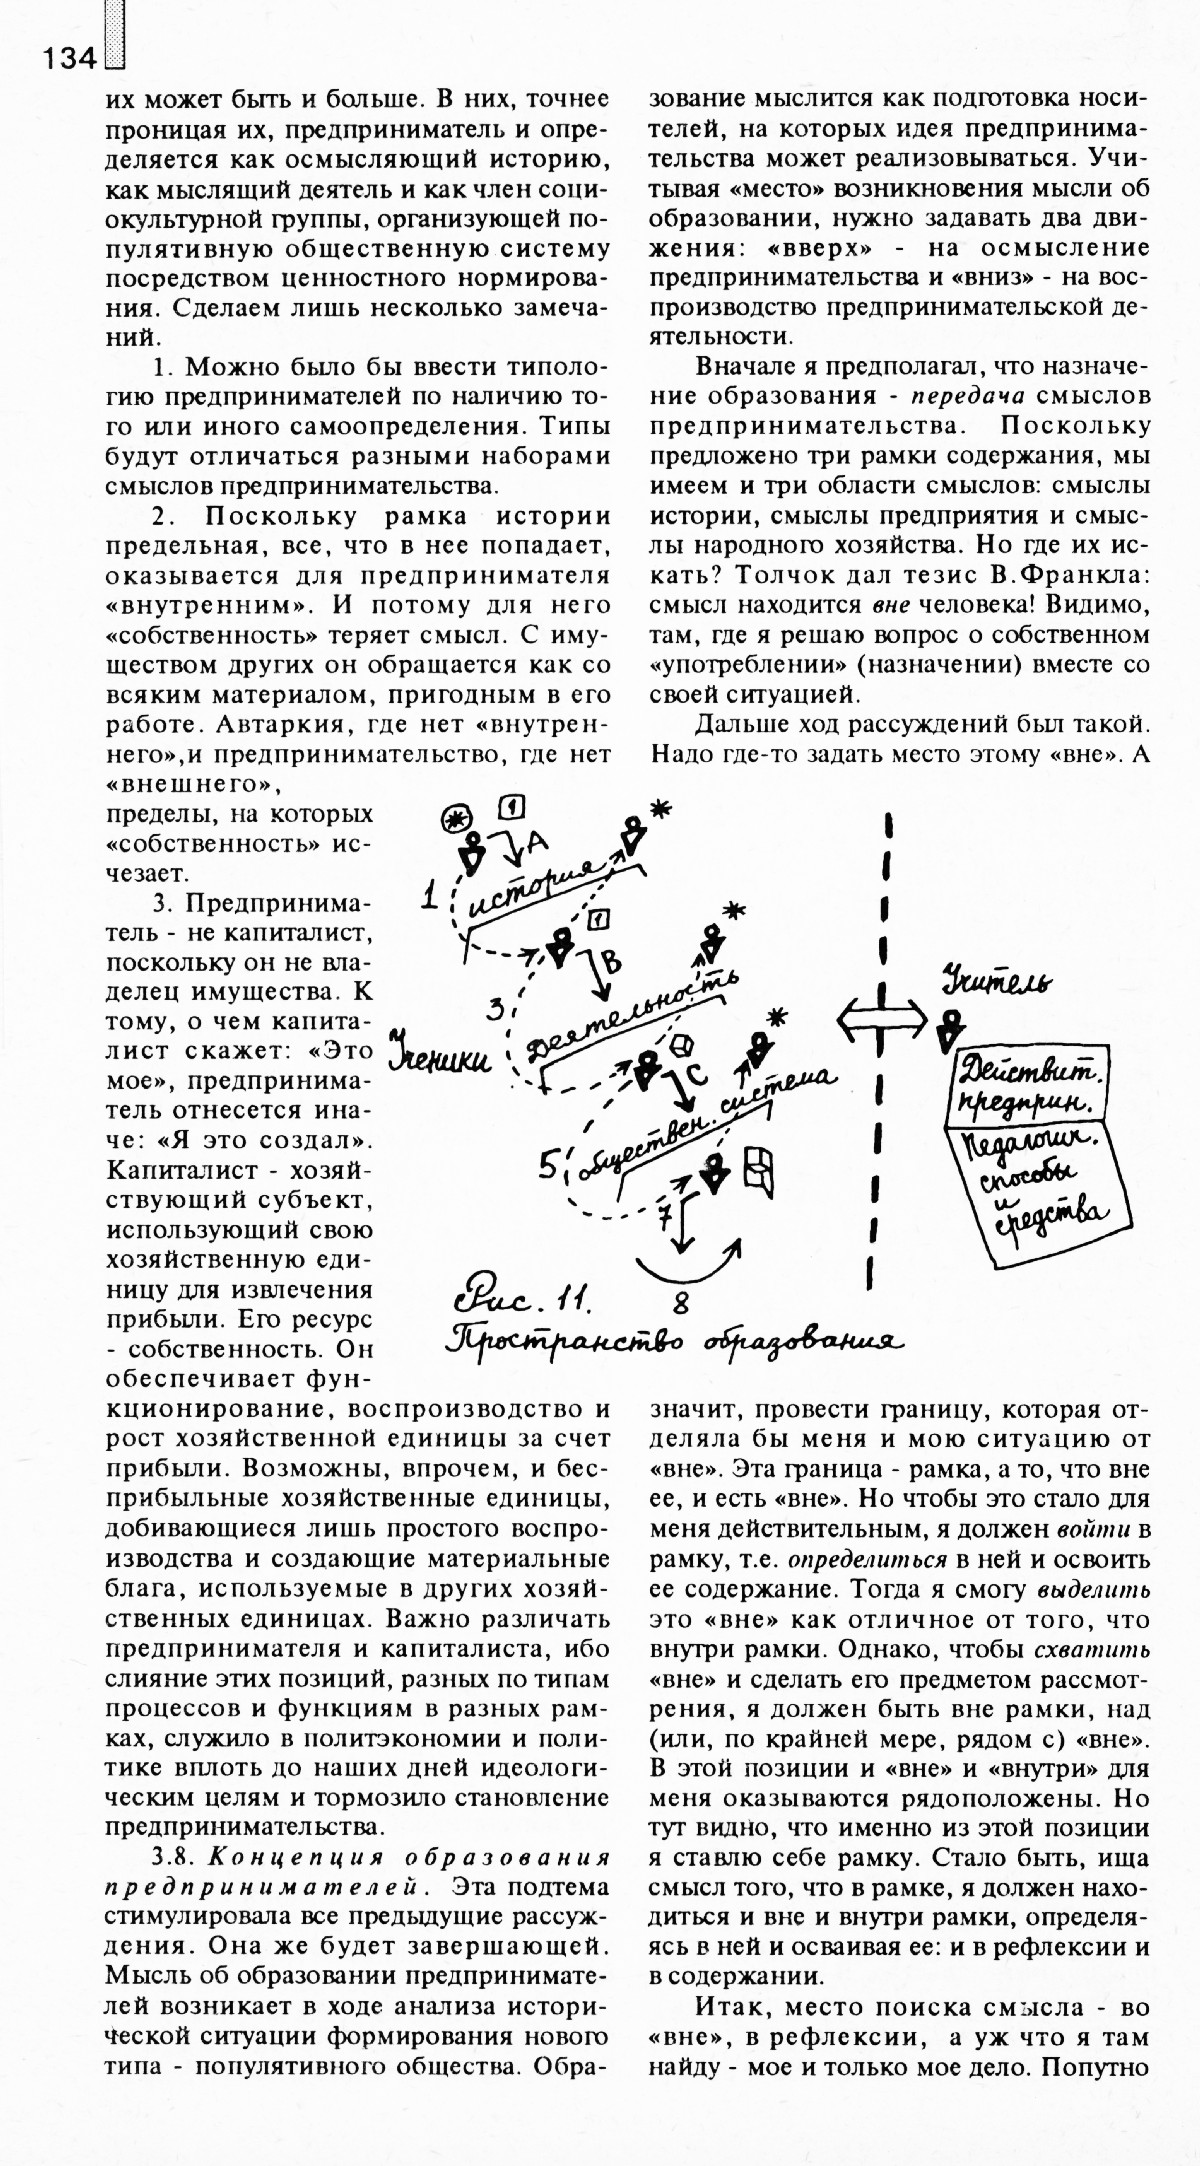 134
их может быть и больше. В них, точнее
проницая их, предприниматель и опре-
деляется как осмысляющий историю,
как мыслящий деятель и как член соци-
окультурной группы, организующей по-
пулятивную общественную систему
посредством ценностного нормирова-
ния. Сделаем лишь несколько замеча-
ний.
1. Можно было бы ввести типоло-
гию предпринимателей по наличию то-
го или иного самоопределения. Типы
будут отличаться разными наборами
смыслов предпринимательства.
2. Поскольку рамка истории
предельная, все, что в нее попадает,
оказывается для предпринимателя
«внутренним». И потому для него
«собственность» теряет смысл. С иму-
ществом других он обращается как со
всяким материалом, пригодным в его
работе. Автаркия, где нет «внутрен-
него»,и предпринимательство, где нет
«внешнего»,
пределы, на которых
«собственность» ис-
чезает.
3. Предпринима-
тель - не капиталист,
поскольку он не вла-
делец имущества. К
тому, о чем капита-
лист скажет: «Это
мое», предпринима-
тель отнесется ина-
че: «Я это создал».
Капиталист - хозяй-
ствующий субъект,
использующий свою
хозяйственную еди-
ницу для извлечения
прибыли. Его ресурс
- собственность. Он
обеспечивает фун-
кционирование, воспроизводство и
рост хозяйственной единицы за счет
прибыли. Возможны, впрочем, и бес-
прибыльные хозяйственные единицы,
добивающиеся лишь простого воспро-
изводства и создающие материальные
блага, используемые в других хозяй-
ственных единицах. Важно различать
предпринимателя и капиталиста, ибо
слияние этих позиций, разных по типам
процессов и функциям в разных рам-
ках, служило в политэкономии и поли-
тике вплоть до наших дней идеологи-
ческим целям и тормозило становление
предпринимательства.
3.8. Концепция образования
предпринимателей. Эта подтема
стимулировала все предыдущие рассуж-
дения. Она же будет завершающей.
Мысль об образовании предпринимате-
лей возникает в ходе анализа истори-
ческой ситуации формирования нового
типа - популятивного общества. Обра-
зование мыслится как подготовка носи-
телей, на которых идея предпринима-
тельства может реализовываться. Учи-
тывая «место» возникновения мысли об
образовании, нужно задавать два дви-
жения: «вверх» - на осмысление
предпринимательства и «вниз» - на вос-
производство предпринимательской де-
ятельности.
Вначале я предполагал, что назначе-
ние образования - передача смыслов
предпринимательства. Поскольку
предложено три рамки содержания, мы
имеем и три области смыслов: смыслы
истории, смыслы предприятия и смыс-
лы народного хозяйства. Но где их ис-
кать? Толчок дал тезис В.Франкла:
смысл находится вне человека! Видимо,
там, где я решаю вопрос о собственном
«употреблении» (назначении) вместе со
своей ситуацией.
Дальше ход рассуждений был такой.
Надо где-то задать место этому «вне». А
1
А
1
история
1
В
3
Деятельность
Ученики
С
обществен. система
5
7
8
Учитель
Действит.
предприн.
Педагогич.
способы
и
средства
Рис. 11.
Пространство образования
значит, провести границу, которая от-
деляла бы меня и мою ситуацию от
«вне». Эта граница - рамка, а то, что вне
ее, и есть «вне». Но чтобы это стало для
меня действительным, я должен войти в
рамку, т.е. определиться в ней и освоить
ее содержание. Тогда я смогу выделить
это «вне» как отличное от того, что
внутри рамки. Однако, чтобы схватить
«вне» и сделать его предметом рассмот-
рения, я должен быть вне рамки, над
(или, по крайней мере, рядом с) «вне».
В этой позиции и «вне» и «внутри» для
меня оказываются рядоположены. Но
тут видно, что именно из этой позиции
я ставлю себе рамку. Стало быть, ища
смысл того, что в рамке, я должен нахо-
диться и вне и внутри рамки, определя-
ясь в ней и осваивая ее: и в рефлексии и
в содержании.
Итак, место поиска смысла - во
«вне», в рефлексии, а уж что я там
найду - мое и только мое дело. Попутно